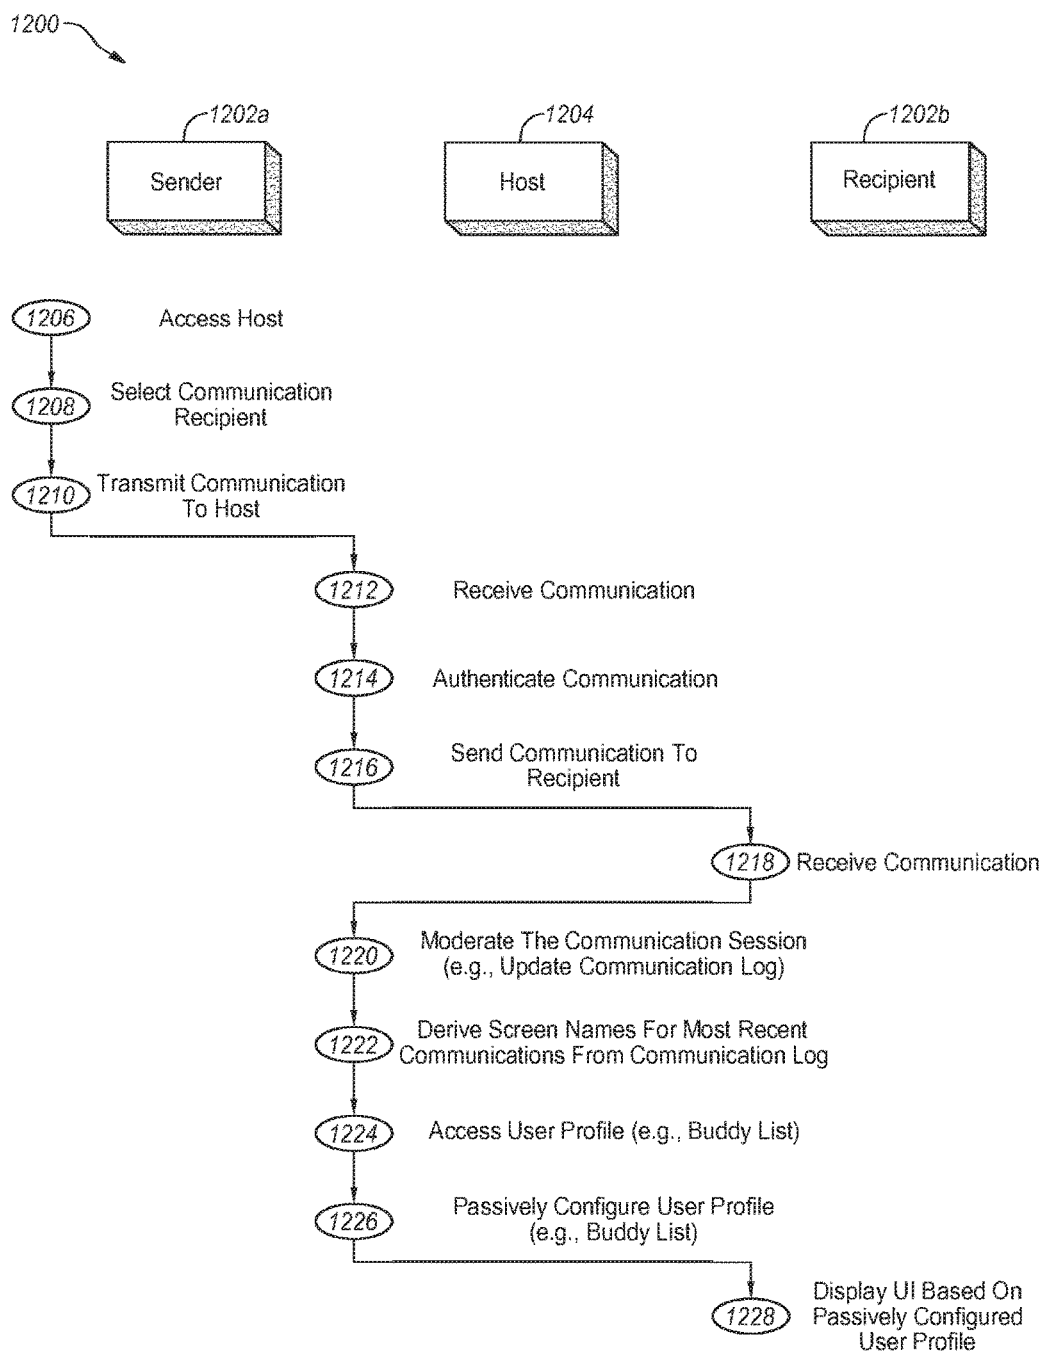 1200
1202a
1204
1202b
Sender
Host
Recipient
1206
Access Host
1208
Select Communication
Recipient
1210
Transmit Communication
To Host
1212
Receive Communication
1214
Authenticate Communication
1216
Send Communication To
Recipient
1218
Receive Communication
1220
Moderate The Communication Session
(e.g., Update Communication Log)
1222
Derive Screen Names For Most Recent
Communications From Communication Log
1224
Access User Profile (e.g., Buddy List)
1226
Passively Configure User Profile
(e.g., Buddy List)
1228
Display UI Based On
Passively Configured
User Profile